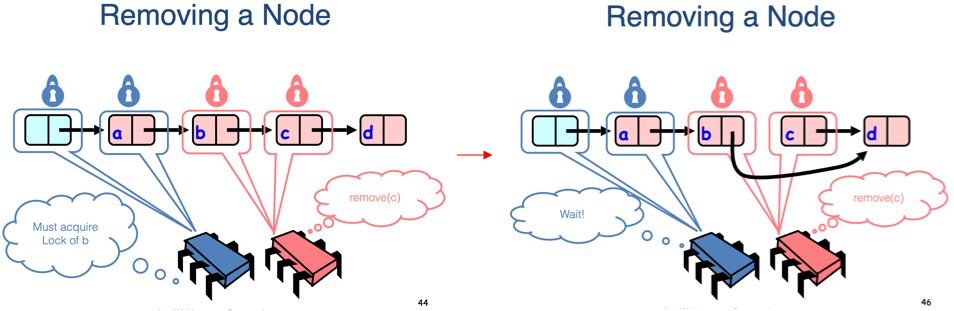 Removing a Node
a
b
c
d
Must acquire
Lock of b
remove(c)
44
Removing a Node
a
b
c
d
Wait!
remove(c)
46